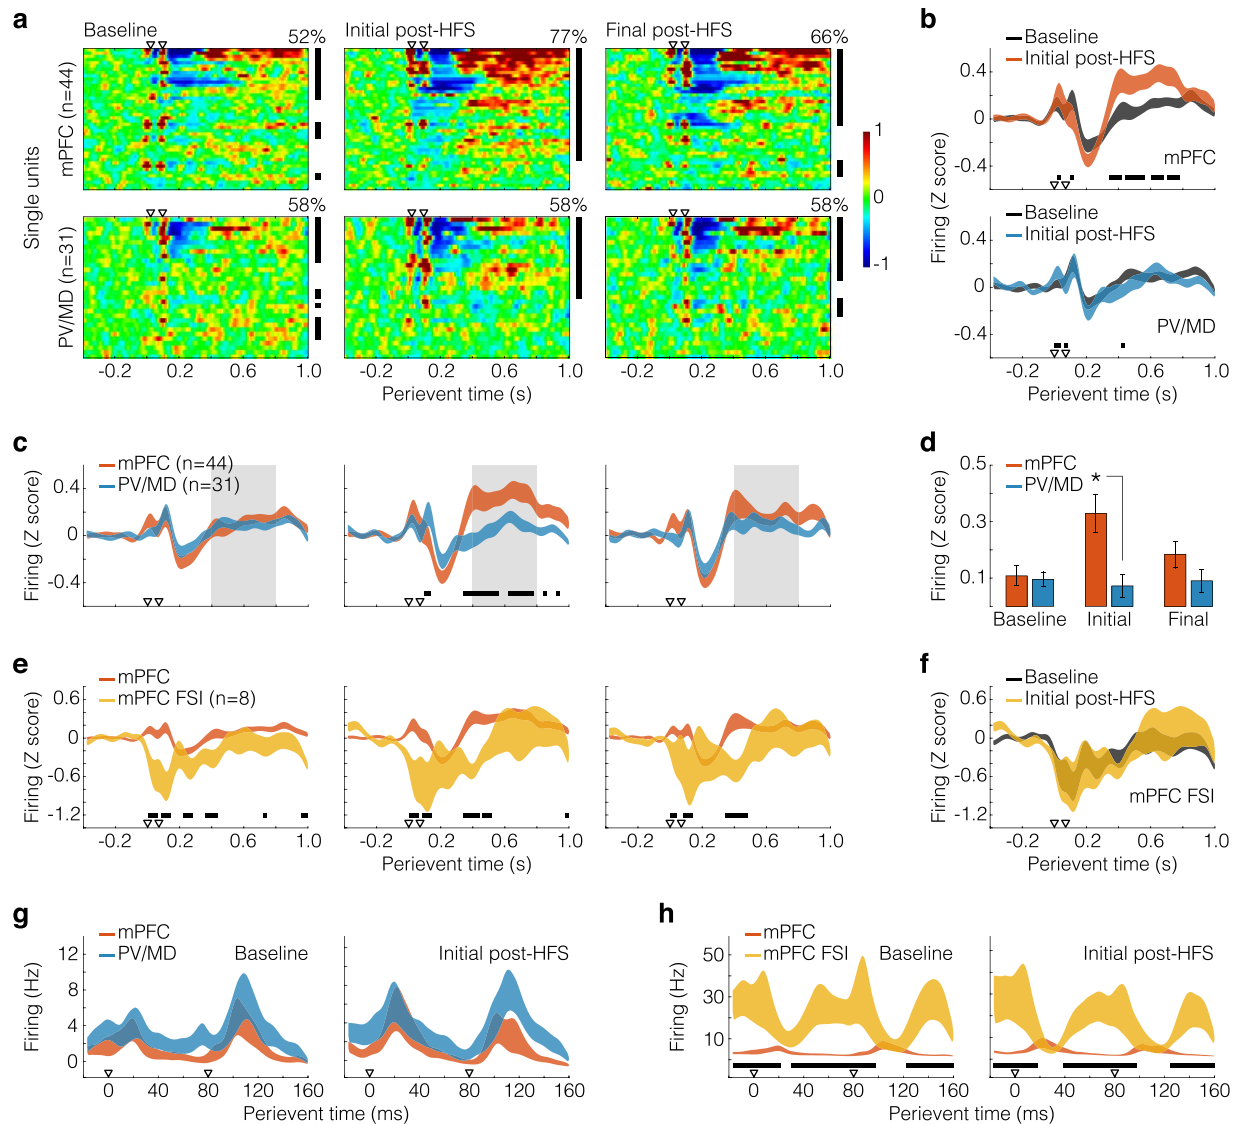 a
Baseline
52%
Initial post-HFS
77%
Final post-HFS
66%
Single units
mPFC (n=44)
1
0
-1
58%
58%
58%
PV/MD (n=31)
-0.2 0.2 0.6 1.0
-0.2 0.2 0.6 1.0
-0.2 0.2 0.6 1.0
Perievent time (s)
Perievent time (s)
b
Baseline
Initial post-HFS
Firing (Z score)
0.4
0
-0.4
mPFC
Baseline
Initial post-HFS
0.4
0
-0.4
PV/MD
-0.2 0.2 0.6 1.0
Perievent time (s)
c
mPFC (n=44)
PV/MD (n=31)
Firing (Z score)
0.4
0
-0.4
d
mPFC
PV/MD
Firing (Z score)
0.5
0.3
0.1
*
Baseline Initial Final
e
mPFC
mPFC FSI (n=8)
Firing (Z score)
0.6
0
-0.6
-1.2
-0.2 0.2 0.6 1.0
-0.2 0.2 0.6 1.0
-0.2 0.2 0.6 1.0
Perievent time (s)
f
Baseline
Initial post-HFS
Firing (Z score)
0.6
0
-0.6
-1.2
mPFC FSI
-0.2 0.2 0.6 1.0
Perievent time (s)
g
mPFC
PV/MD
Baseline
Initial post-HFS
Firing (Hz)
12
8
4
0
0 40 80 120 160
0 40 80 120 160
Perievent time (ms)
h
mPFC
mPFC FSI
Baseline
Initial post-HFS
Firing (Hz)
50
30
10
0 40 80 120 160
0 40 80 120 160
Perievent time (ms)